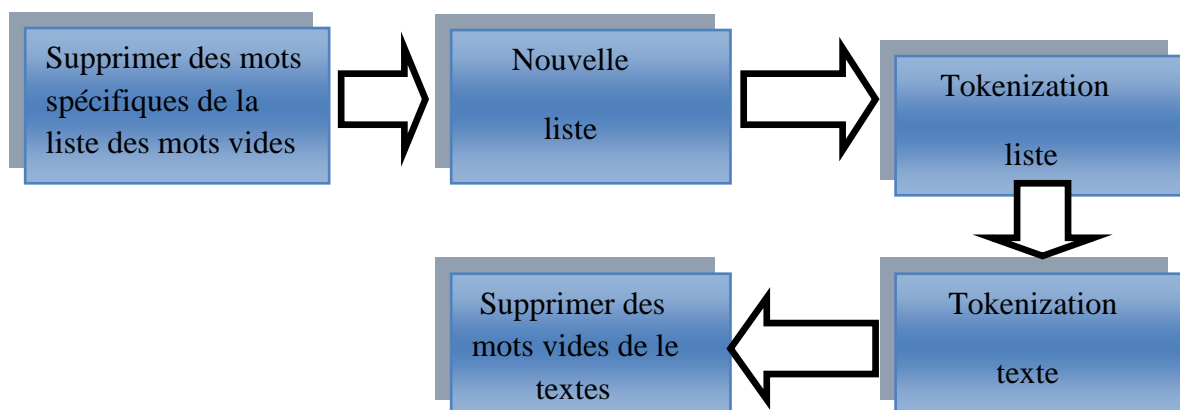 Supprimer des mots
spécifiques de la
liste des mots vides
Nouvelle
liste
Tokenization
liste
Tokenization
texte
Supprimer des
mots vides de le
textes